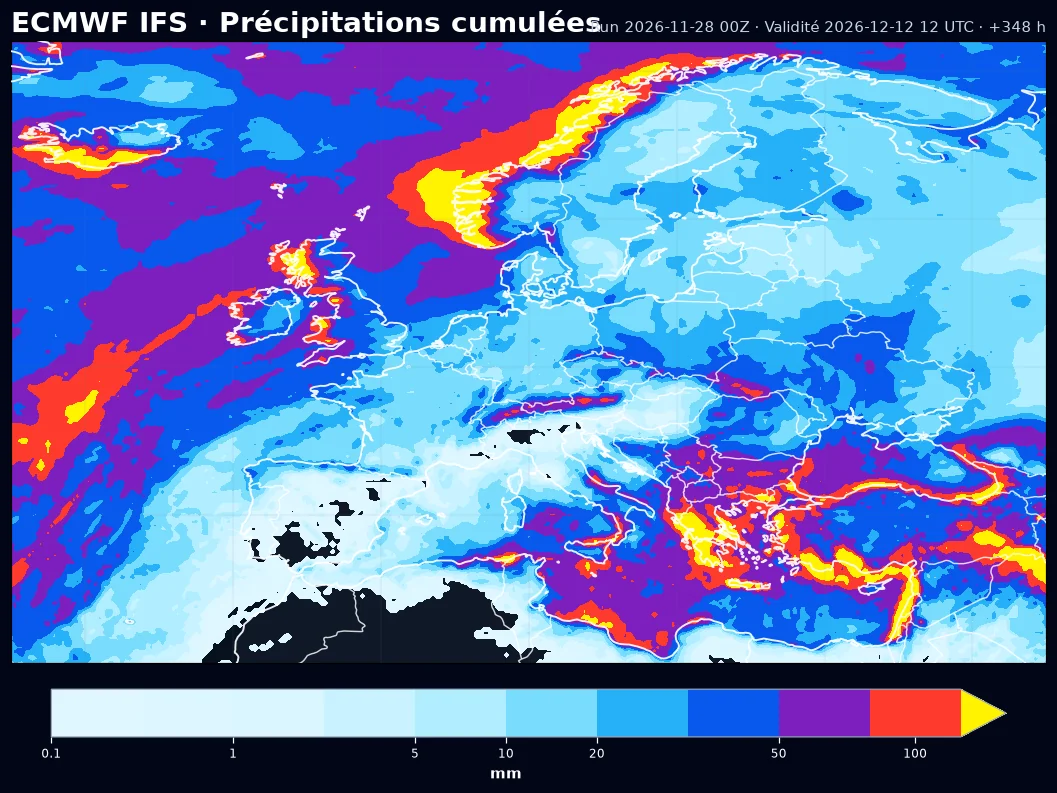 ECMWF IFS · Précipitations cumulées
Run 2026-11-28 00Z · Validité 2026-12-12 12 UTC · +348 h
0.1 1 5 10 20 50 100
mm